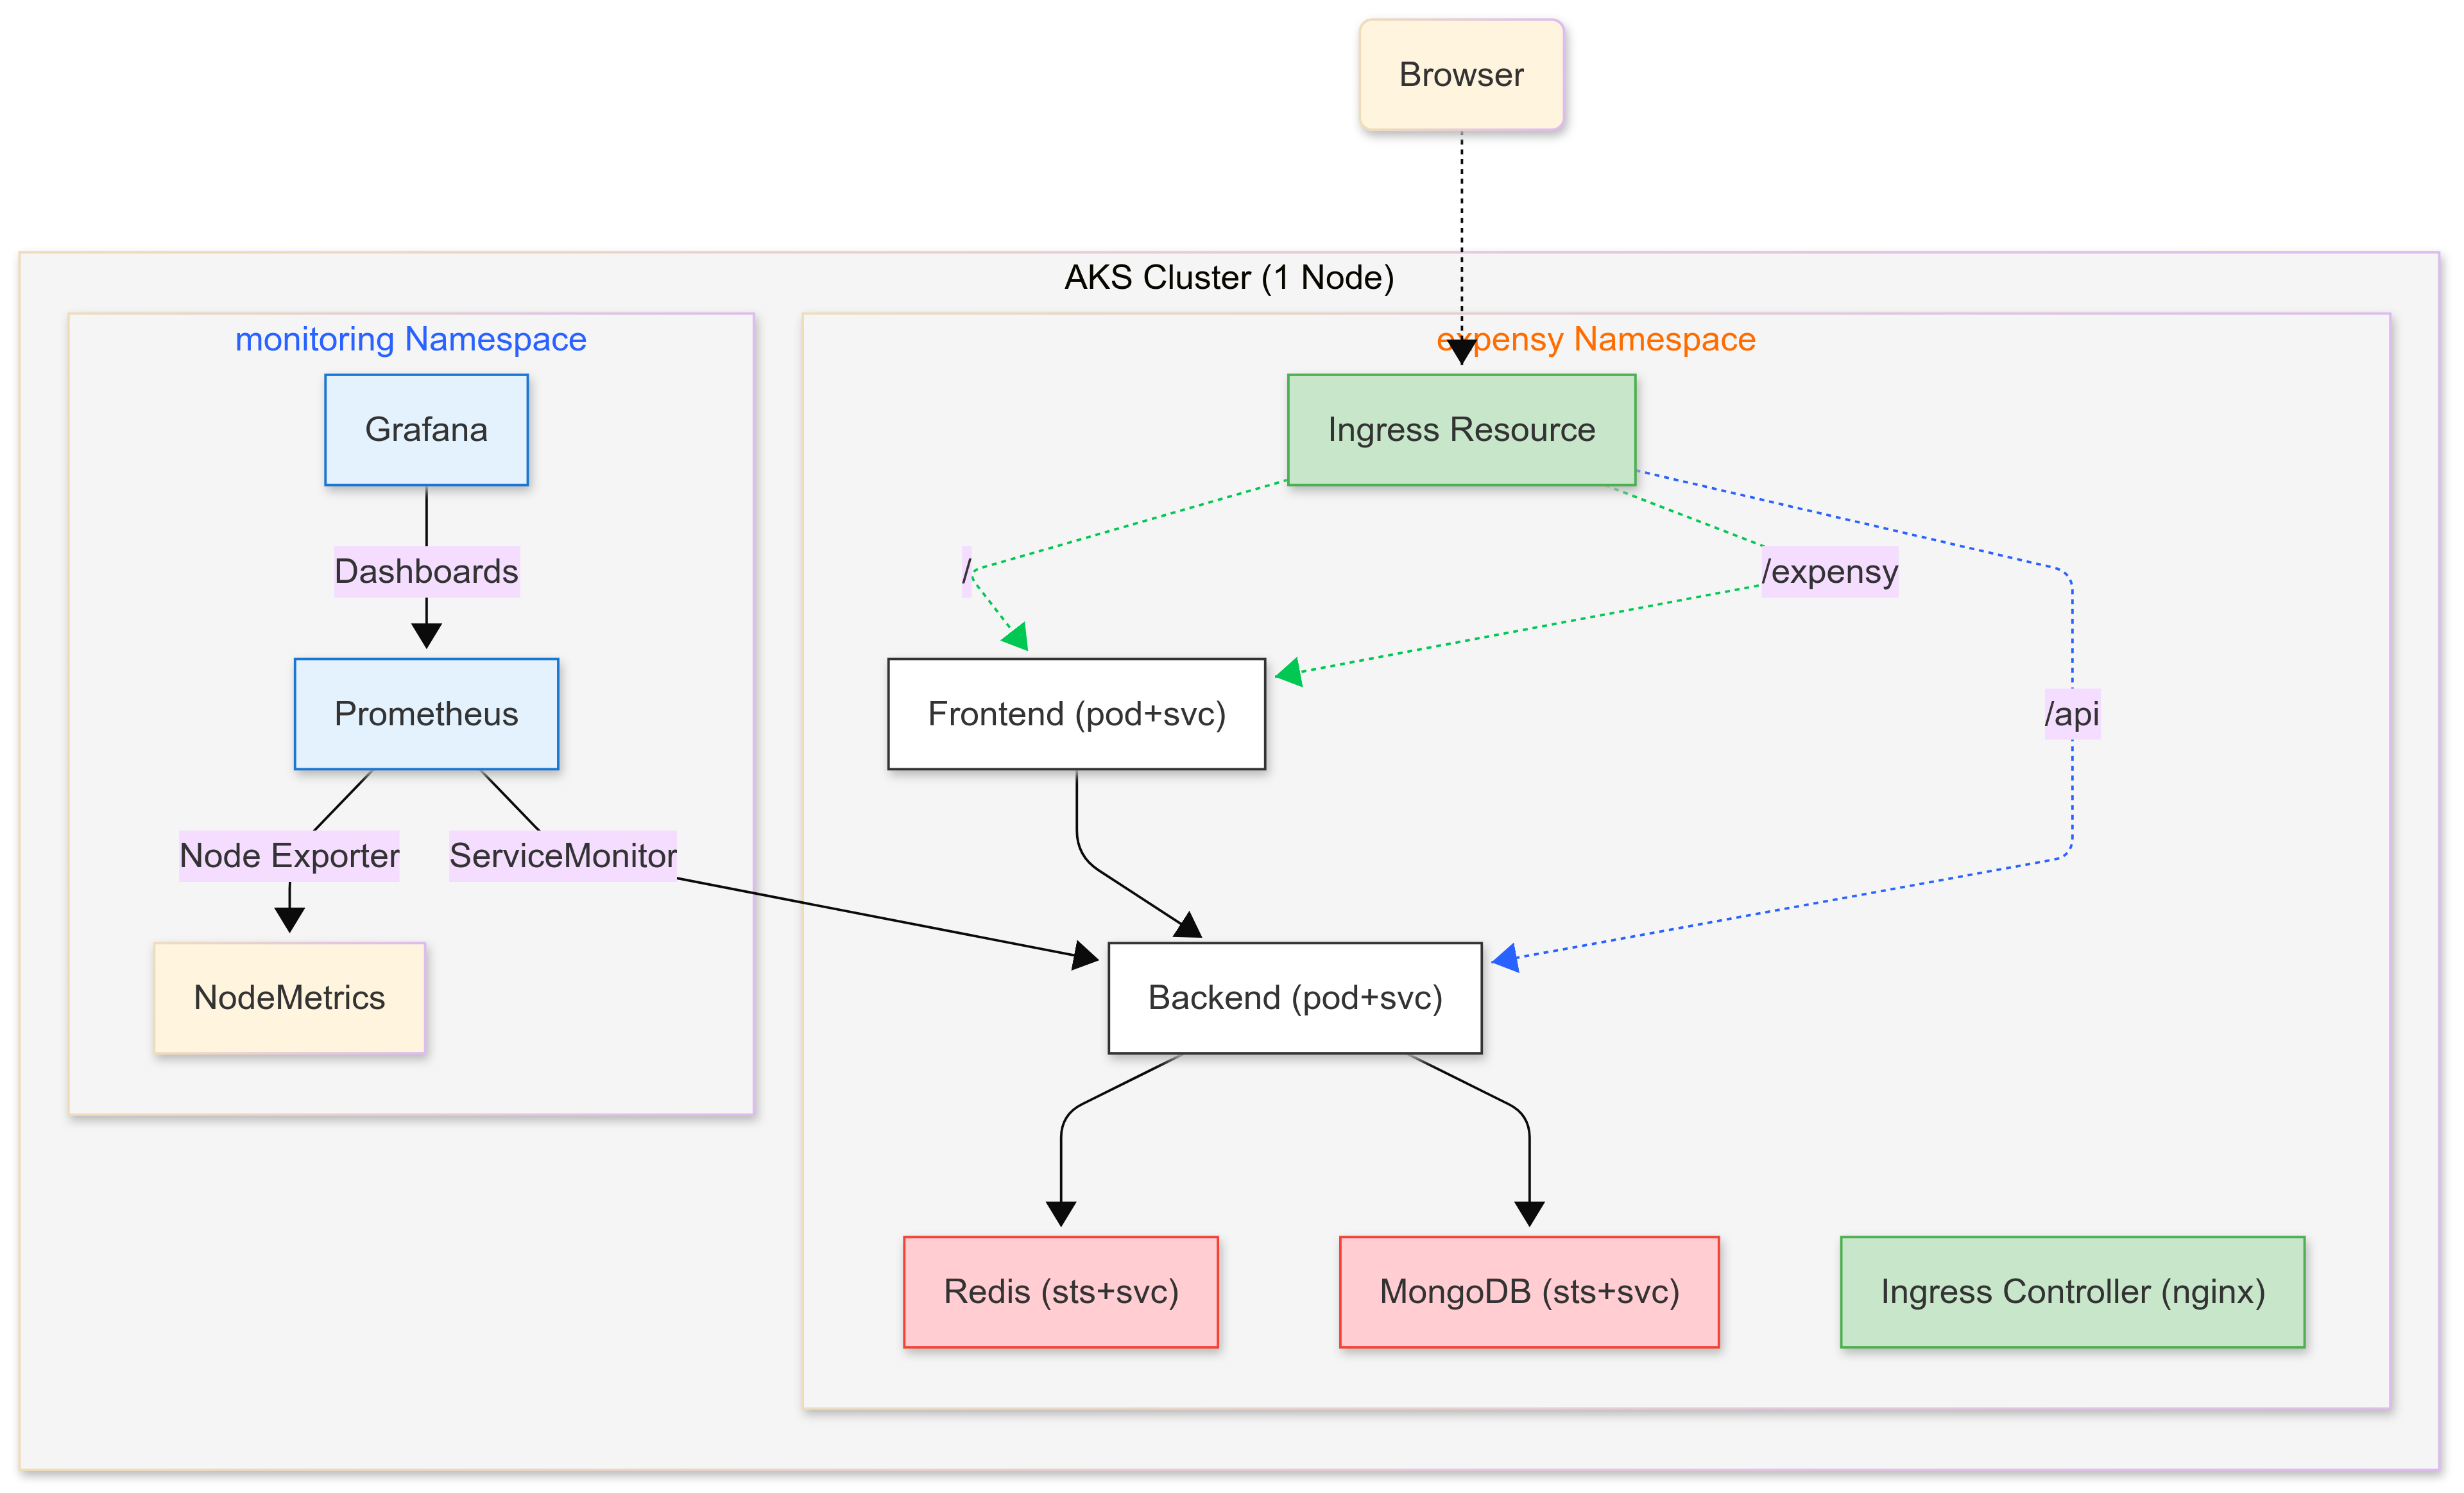 Browser
AKS Cluster (1 Node)
monitoring Namespace
expensy Namespace
Grafana
Ingress Resource
Dashboards
/
/expensy
Prometheus
Frontend (pod+svc)
/api
Node Exporter
ServiceMonitor
NodeMetrics
Backend (pod+svc)
Redis (sts+svc)
MongoDB (sts+svc)
Ingress Controller (nginx)